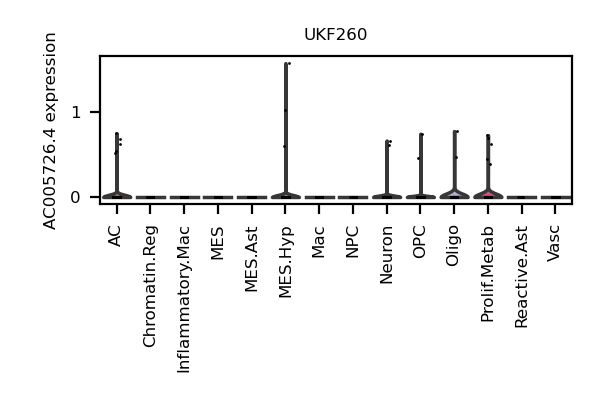 UKF260
AC005726.4 expression
1
0
AC
Chromatin.Reg
Inflammatory.Mac
MES
MES.Ast
MES.Hyp
Mac
NPC
Neuron
OPC
Oligo
Prolif.Metab
Reactive.Ast
Vasc